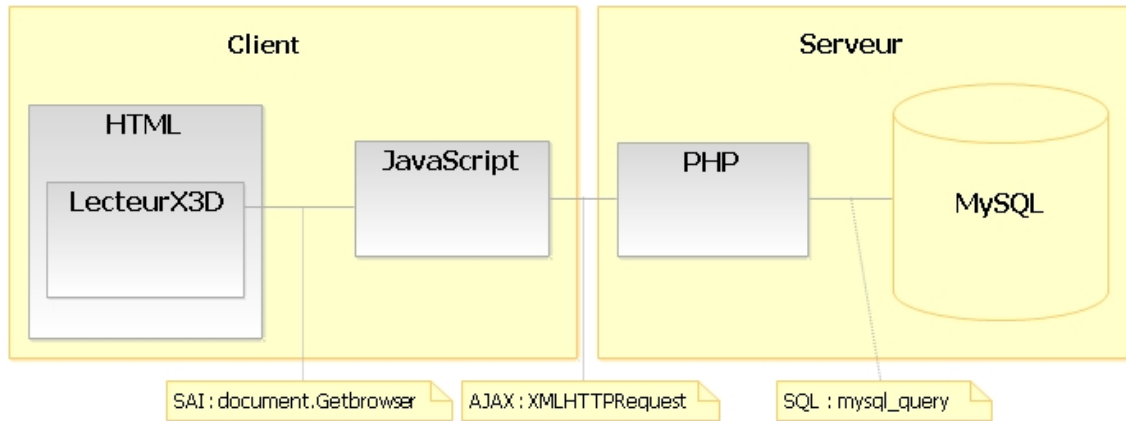 Client
Serveur
HTML
LecteurX3D
JavaScript
PHP
MySQL
SAI : document.Getbrowser
AJAX : XMLHTTPRequest
SQL : mysql_query